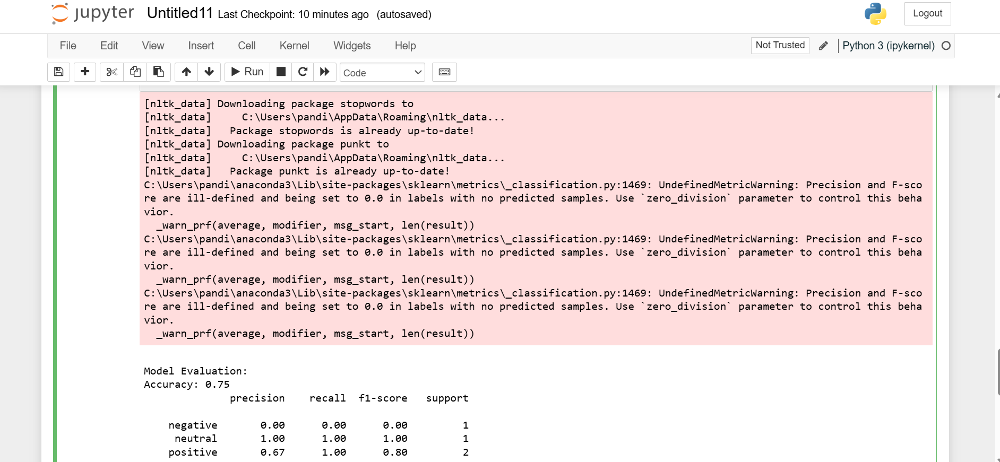 jupyter Untitled11 Last Checkpoint: 10 minutes ago (autosaved)
Logout
File Edit View Insert Cell Kernel Widgets Help
Not Trusted
Python 3 (ipykernel)
Run
Code
[nltk_data] Downloading package stopwords to
[nltk_data]     C:\Users\pandi\AppData\Roaming\nltk_data...
[nltk_data]   Package stopwords is already up-to-date!
[nltk_data] Downloading package punkt to
[nltk_data]     C:\Users\pandi\AppData\Roaming\nltk_data...
[nltk_data]   Package punkt is already up-to-date!
C:\Users\pandi\anaconda3\Lib\site-packages\sklearn\metrics\_classification.py:1469: UndefinedMetricWarning: Precision and F-sco
re are ill-defined and being set to 0.0 in labels with no predicted samples. Use `zero_division` parameter to control this beha
vior.
  _warn_prf(average, modifier, msg_start, len(result))
C:\Users\pandi\anaconda3\Lib\site-packages\sklearn\metrics\_classification.py:1469: UndefinedMetricWarning: Precision and F-sco
re are ill-defined and being set to 0.0 in labels with no predicted samples. Use `zero_division` parameter to control this beha
vior.
  _warn_prf(average, modifier, msg_start, len(result))
C:\Users\pandi\anaconda3\Lib\site-packages\sklearn\metrics\_classification.py:1469: UndefinedMetricWarning: Precision and F-sco
re are ill-defined and being set to 0.0 in labels with no predicted samples. Use `zero_division` parameter to control this beha
vior.
  _warn_prf(average, modifier, msg_start, len(result))
Model Evaluation:
Accuracy: 0.75
              precision    recall  f1-score   support
    negative       0.00      0.00      0.00         1
     neutral       1.00      1.00      1.00         1
    positive       0.67      1.00      0.80         2